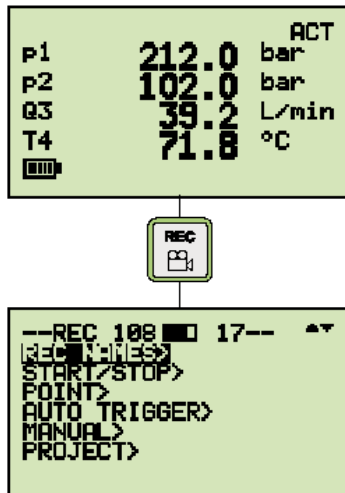 ACT
p1 212.0 bar
p2 102.0 bar
Q3 39.2 L/min
T4 71.8 °C
REC
--REC 108 17--
REC NAMES>
START/STOP>
POINT>
AUTO TRIGGER>
MANUAL>
PROJECT>